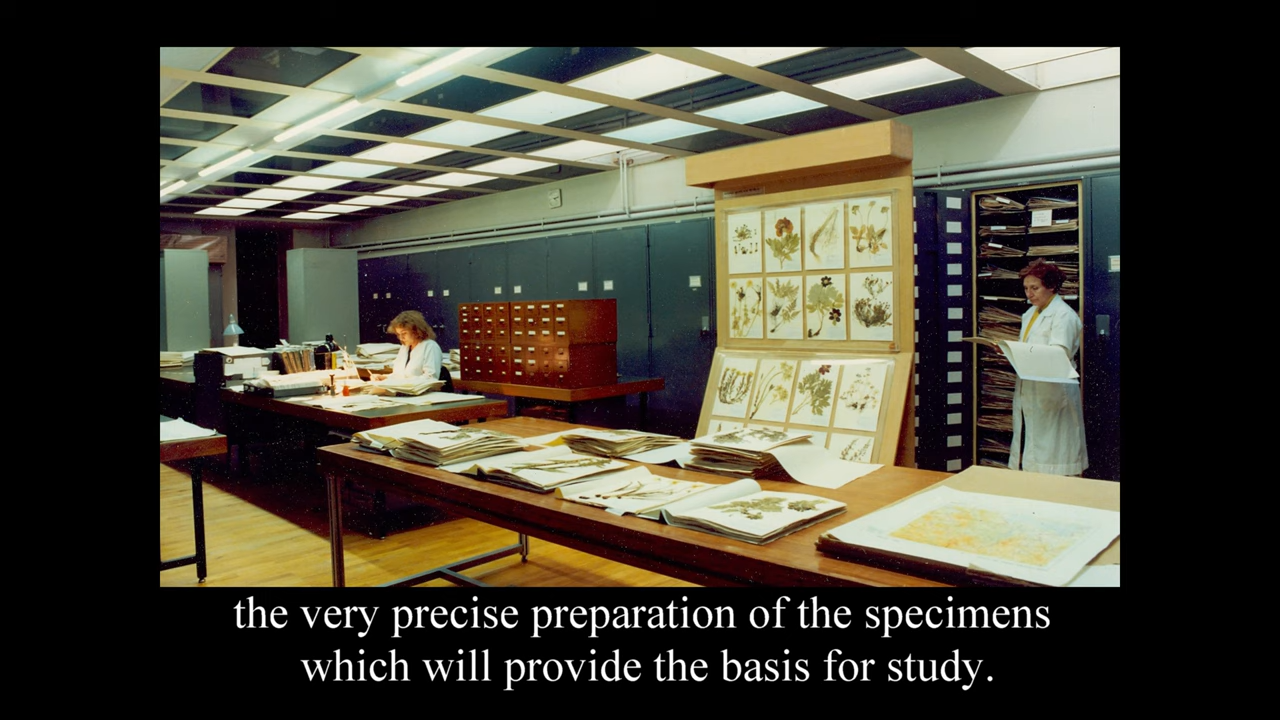 the very precise preparation of the specimens
which will provide the basis for study.